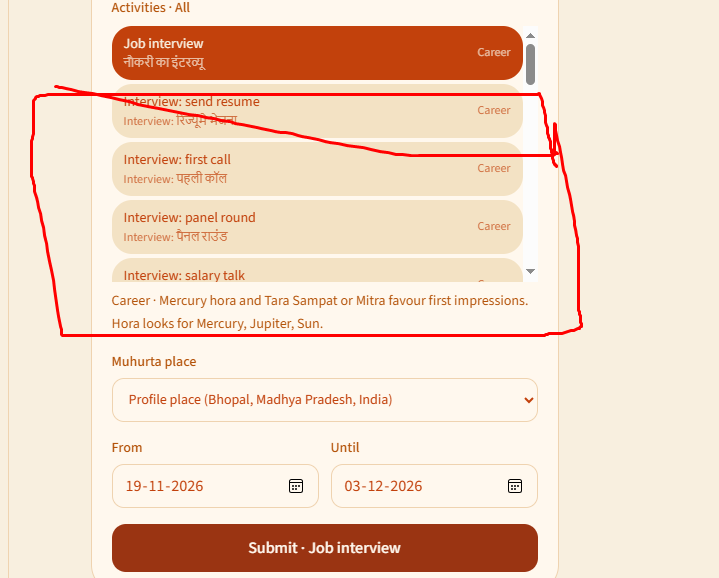 Activities · All
Job interview
नौकरी का इंटरव्यू
Career
Interview: send resume
Interview: रिज्यूमे भेजना
Career
Interview: first call
Interview: पहली कॉल
Career
Interview: panel round
Interview: पैनल राउंड
Career
Interview: salary talk
Career · Mercury hora and Tara Sampat or Mitra favour first impressions.
Hora looks for Mercury, Jupiter, Sun.
Muhurta place
Profile place (Bhopal, Madhya Pradesh, India)
From
Until
19-11-2026
03-12-2026
Submit · Job interview